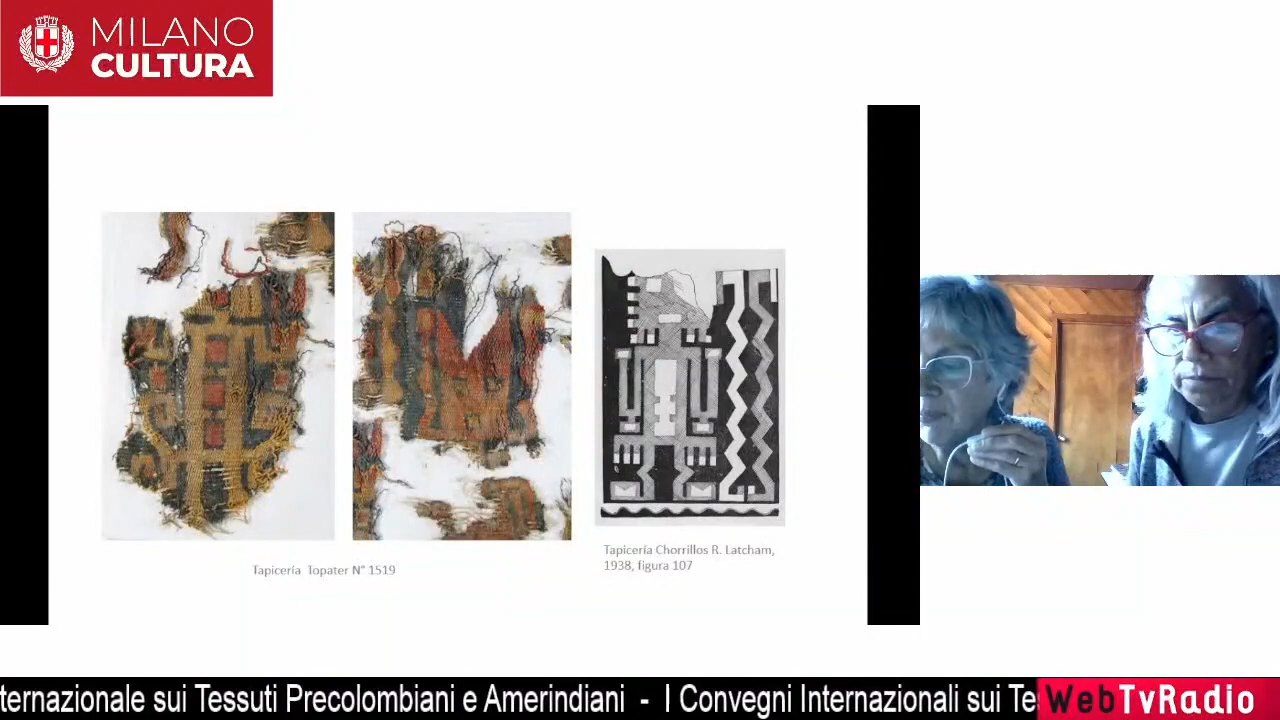 MILANO
CULTURA
Tapicería Topater N° 1519
Tapicería Chorrillos R. Latcham,
1938, figura 107
ternazionale sui Tessuti Precolombiani e Amerindiani - I Convegni Internazionali sui Te
WebTvRadio